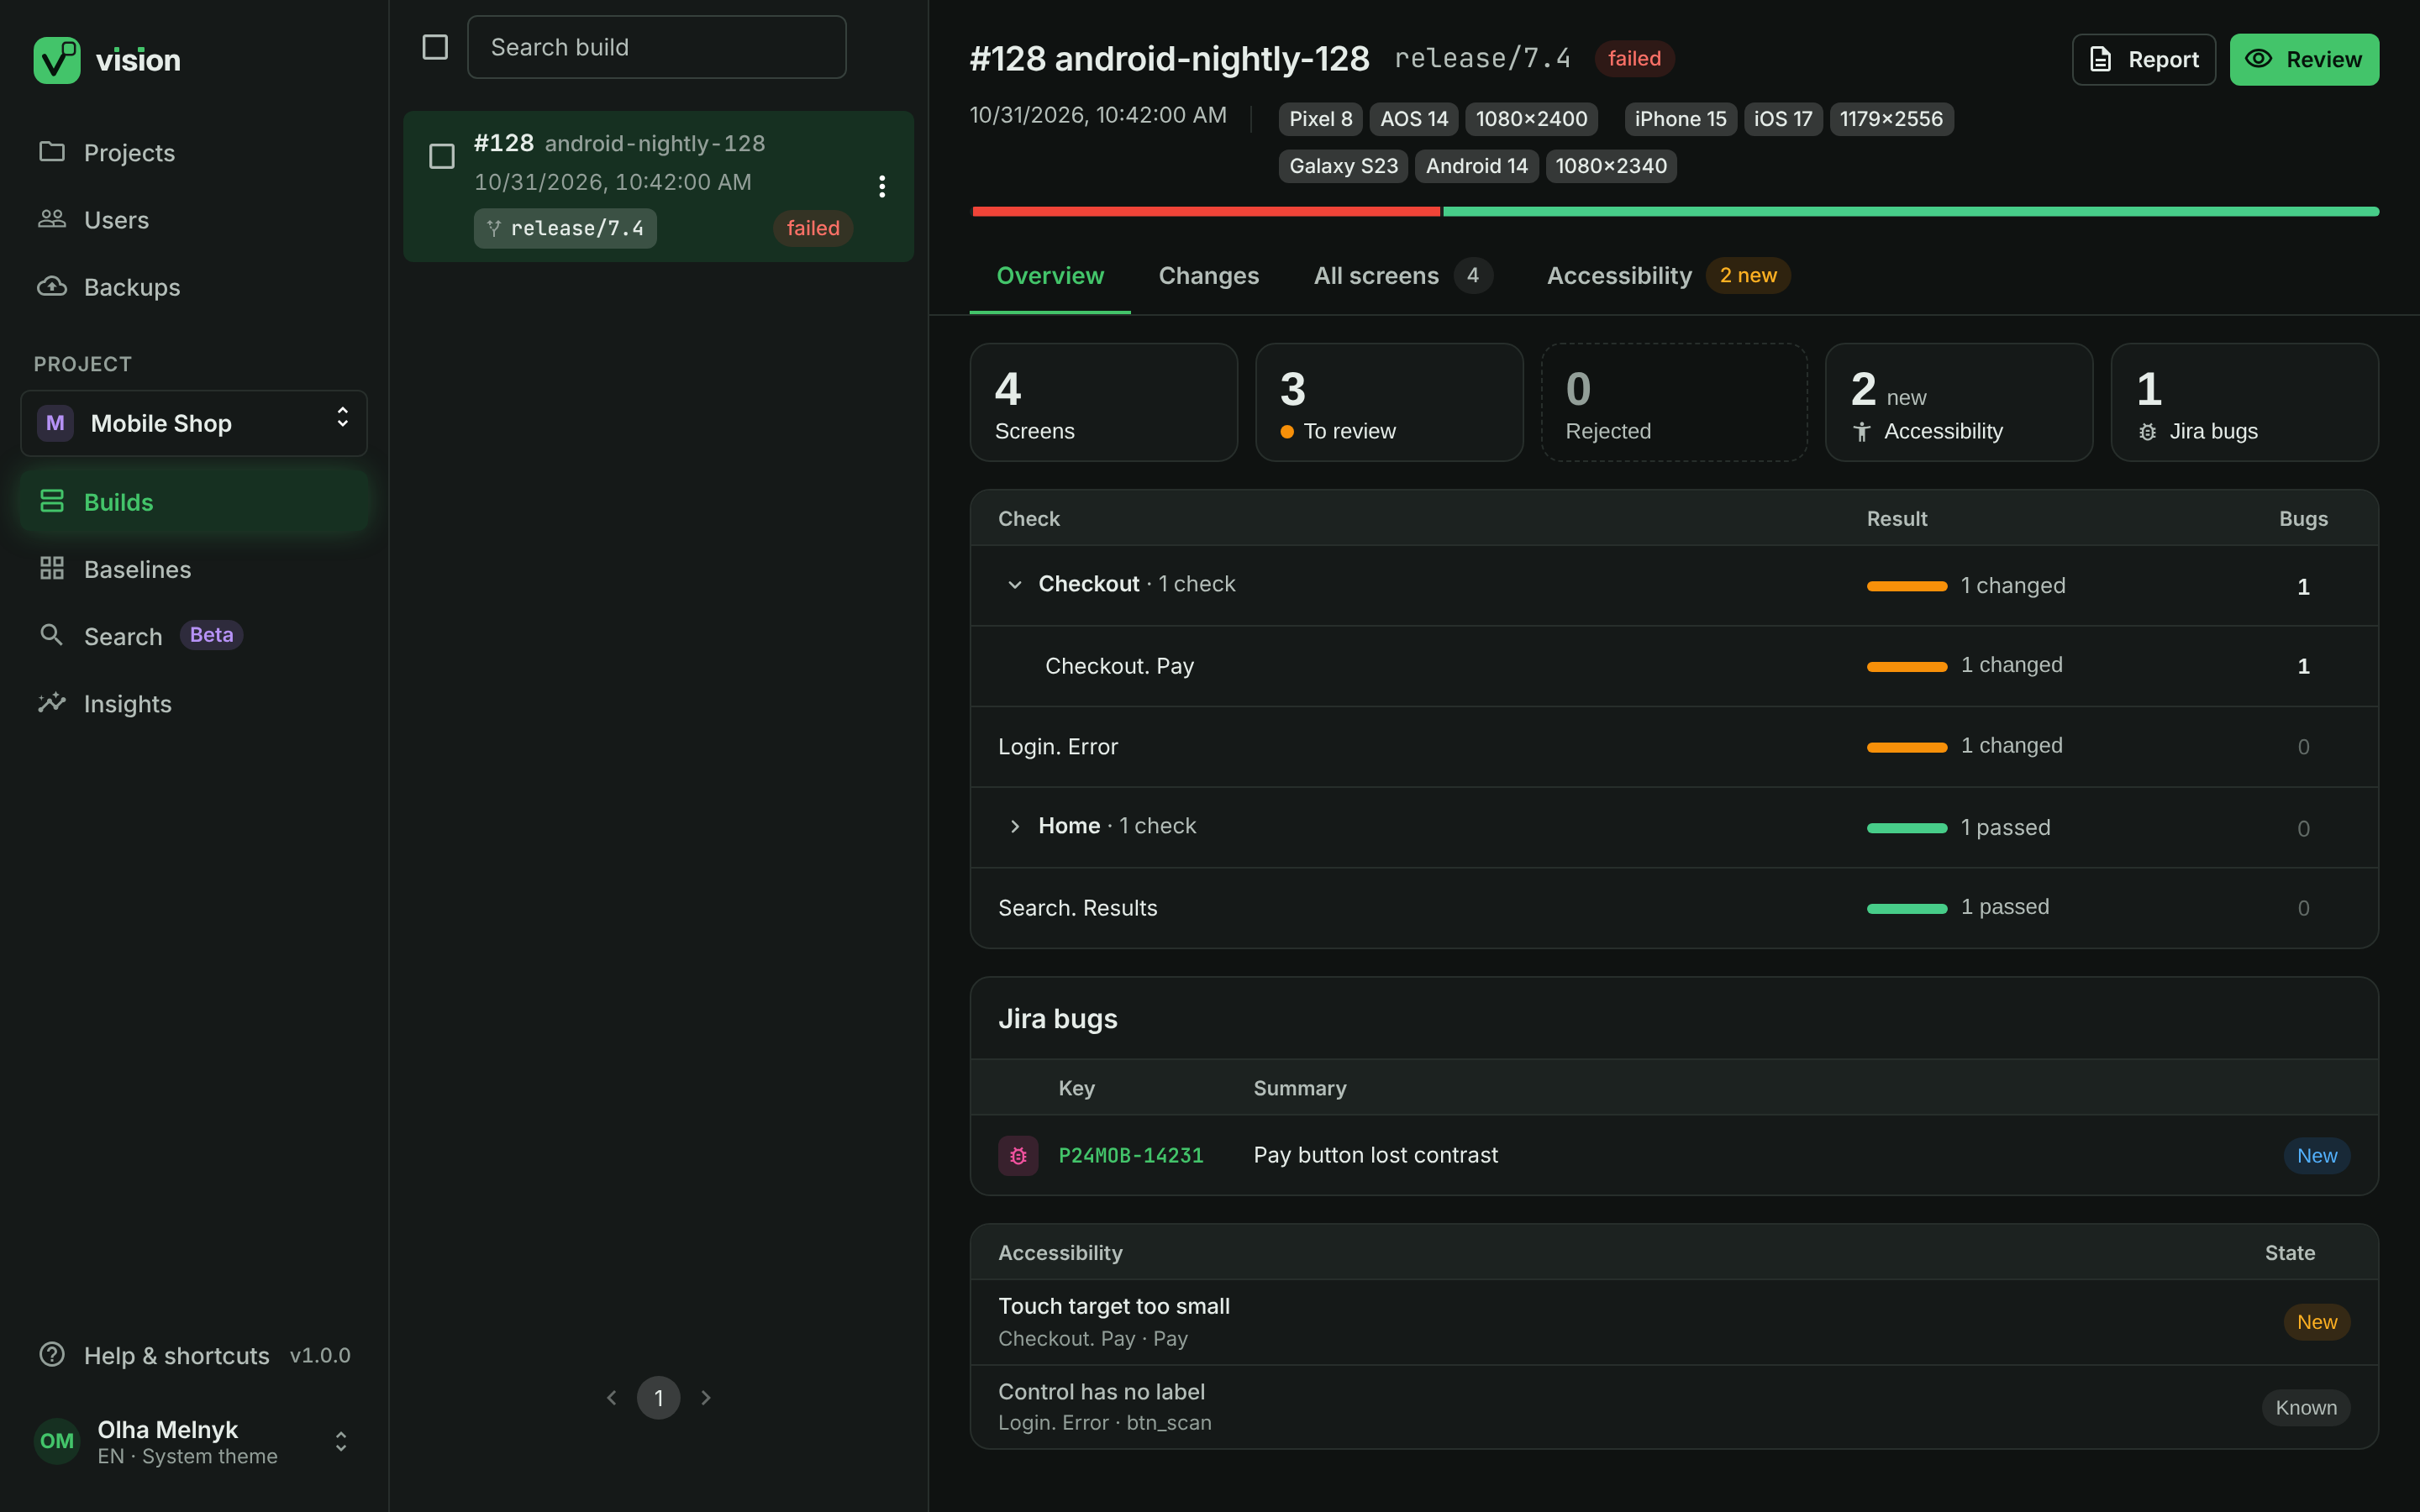 vision
Projects
Users
Backups
PROJECT
M Mobile Shop
Builds
Baselines
Search Beta
Insights
Help & shortcuts v1.0.0
OM Olha Melnyk
EN · System theme
Search build
#128 android-nightly-128
10/31/2026, 10:42:00 AM
release/7.4 failed
1
#128 android-nightly-128 release/7.4 failed
Report Review
10/31/2026, 10:42:00 AM Pixel 8 AOS 14 1080×2400 iPhone 15 iOS 17 1179×2556
Galaxy S23 Android 14 1080×2340
Overview Changes All screens 4 Accessibility 2 new
4
Screens
3
To review
0
Rejected
2 new
Accessibility
1
Jira bugs
Check Result Bugs
Checkout · 1 check 1 changed 1
Checkout. Pay 1 changed 1
Login. Error 1 changed 0
Home · 1 check 1 passed 0
Search. Results 1 passed 0
Jira bugs
Key Summary
P24MOB-14231 Pay button lost contrast New
Accessibility State
Touch target too small
Checkout. Pay · Pay
New
Control has no label
Login. Error · btn_scan
Known